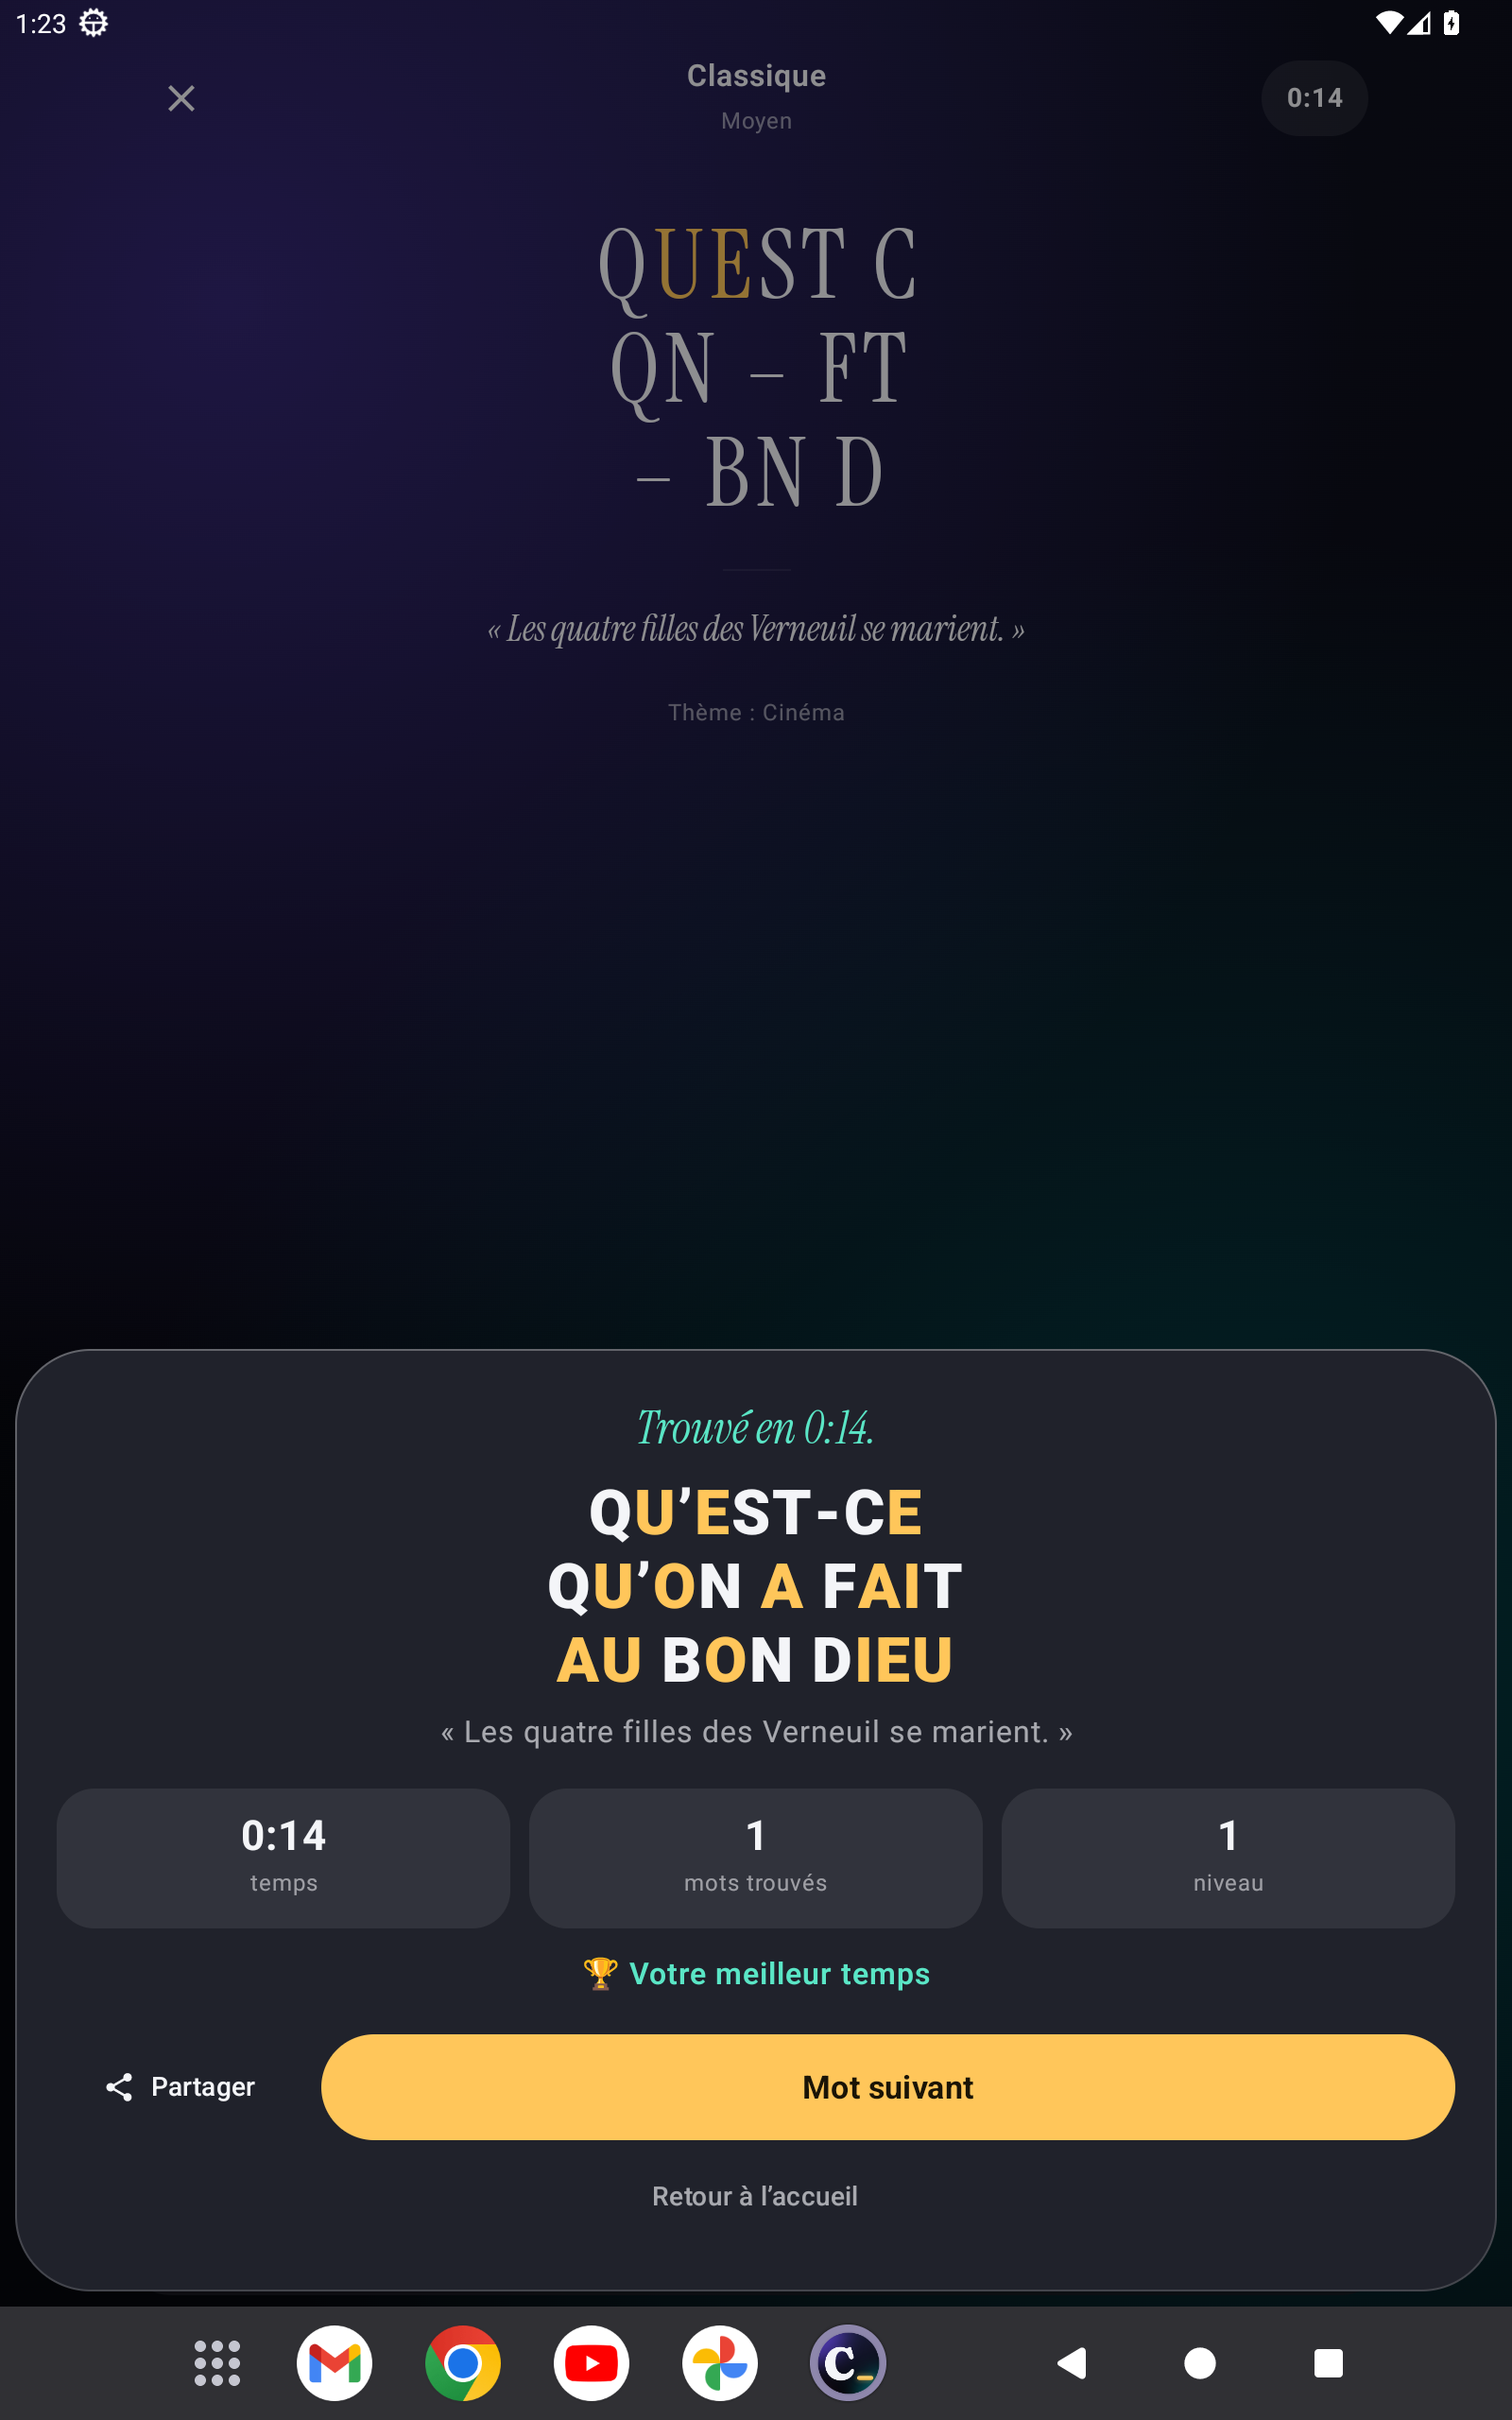 1:23
Classique
Moyen
0:14
QUEST C
QN – FT
– BN D
« Les quatre filles des Verneuil se marient. »
Thème : Cinéma
Trouvé en 0:14.
QU’EST-CE
QU’ON A FAIT
AU BON DIEU
« Les quatre filles des Verneuil se marient. »
0:14
temps
1
mots trouvés
1
niveau
🏆 Votre meilleur temps
Partager
Mot suivant
Retour à l’accueil
C_